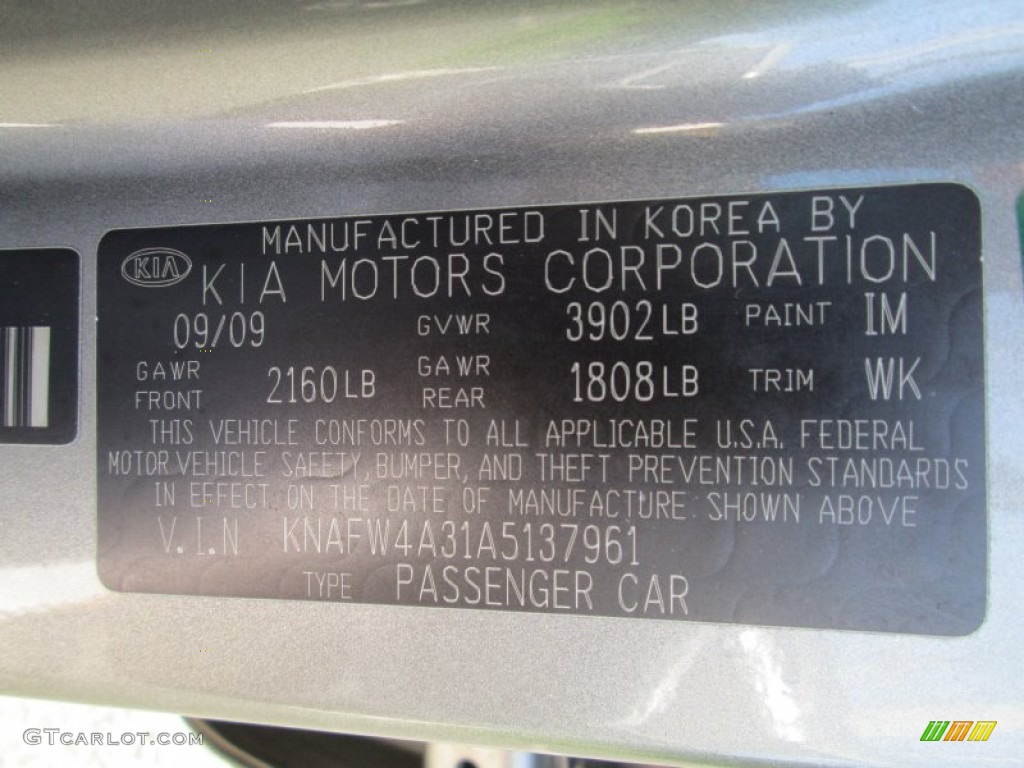 MANUFACTURED IN KOREA BY
KIA KIA MOTORS CORPORATION
09/09 GVWR 3902LB PAINT IM
GAWR FRONT 2160LB GAWR REAR 1808LB TRIM WK
THIS VEHICLE CONFORMS TO ALL APPLICABLE U.S.A. FEDERAL
MOTOR VEHICLE SAFETY, BUMPER, AND THEFT PREVENTION STANDARDS
IN EFFECT ON THE DATE OF MANUFACTURE SHOWN ABOVE
V.I.N KNAFW4A31A5137961
TYPE PASSENGER CAR
GTCARLOT.COM